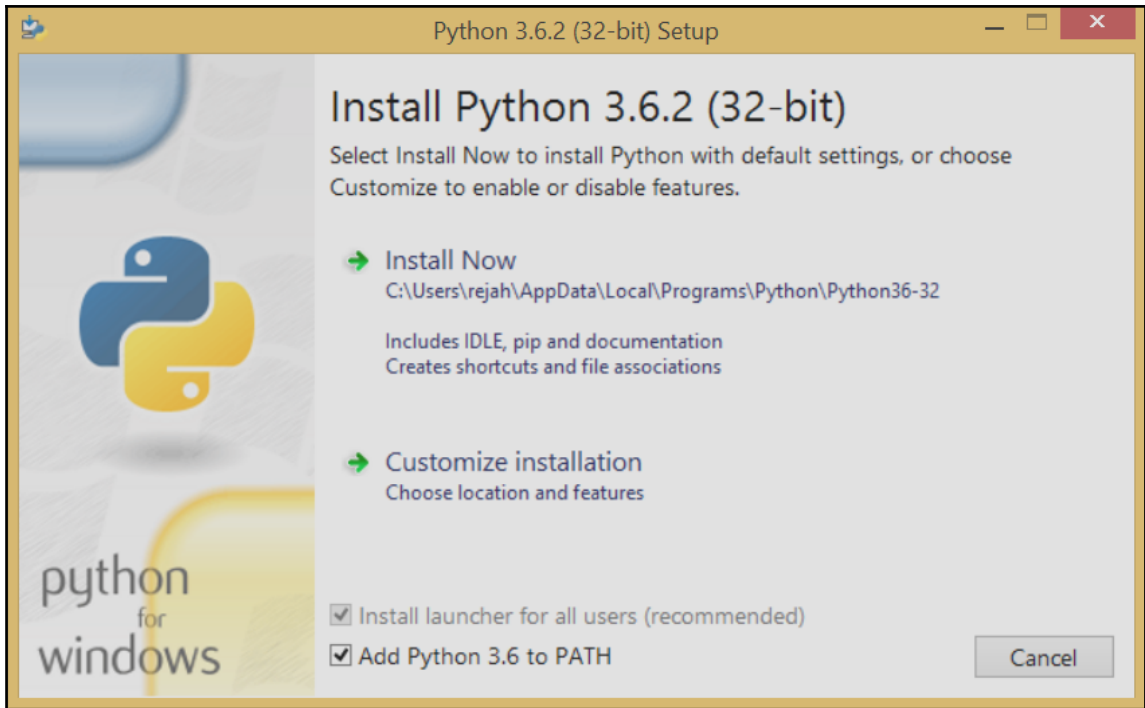 Python 3.6.2 (32-bit) Setup
Install Python 3.6.2 (32-bit)
Select Install Now to install Python with default settings, or choose
Customize to enable or disable features.
Install Now
C:\Users\rejah\AppData\Local\Programs\Python\Python36-32
Includes IDLE, pip and documentation
Creates shortcuts and file associations
Customize installation
Choose location and features
python
for
windows
Install launcher for all users (recommended)
Add Python 3.6 to PATH
Cancel